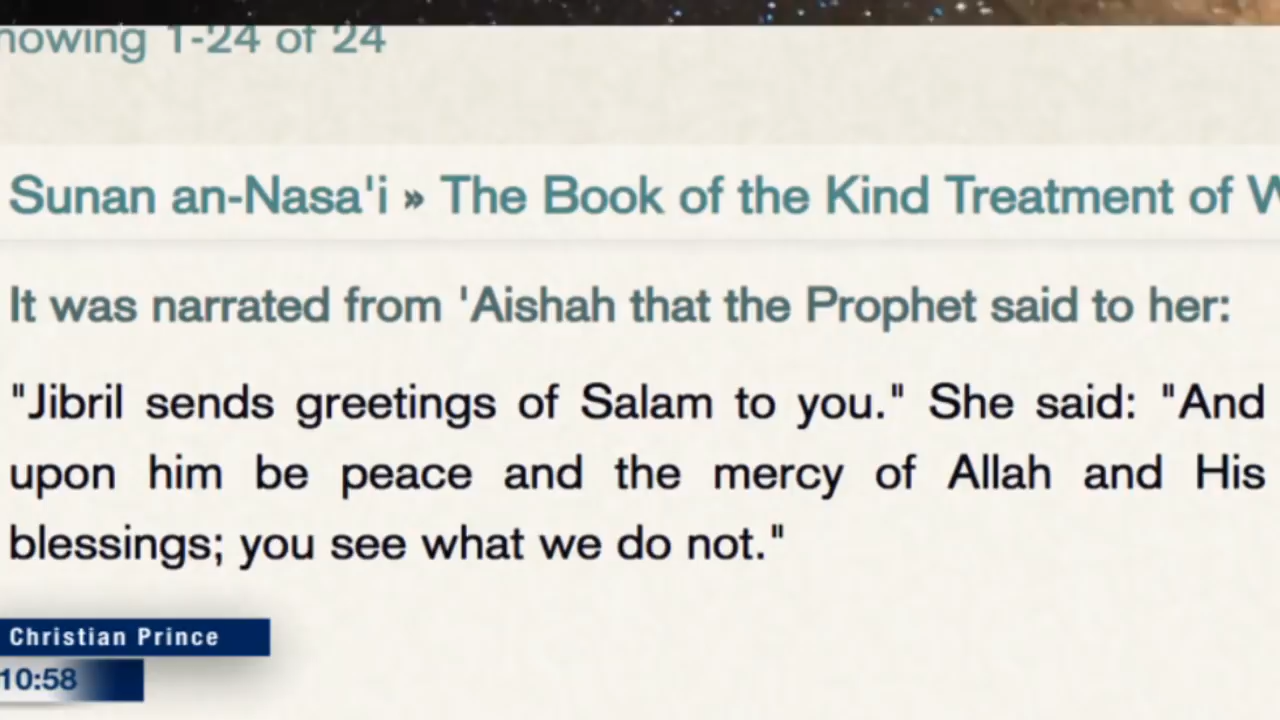 howing 1-24 of 24
Sunan an-Nasa'i » The Book of the Kind Treatment of W
It was narrated from 'Aishah that the Prophet said to her:
"Jibril sends greetings of Salam to you." She said: "And
upon him be peace and the mercy of Allah and His
blessings; you see what we do not."
Christian Prince
10:58